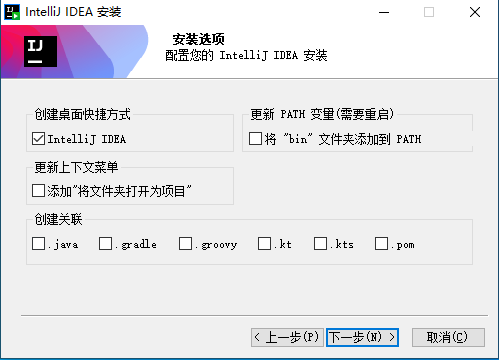 IntelliJ IDEA 安装
IJ
安装选项
配置您的 IntelliJ IDEA 安装
创建桌面快捷方式
IntelliJ IDEA
更新 PATH 变量(需要重启)
将 "bin" 文件夹添加到 PATH
更新上下文菜单
添加"将文件夹打开为项目"
创建关联
.java .gradle .groovy .kt .kts .pom
< 上一步(P) 下一步(N) > 取消(C)